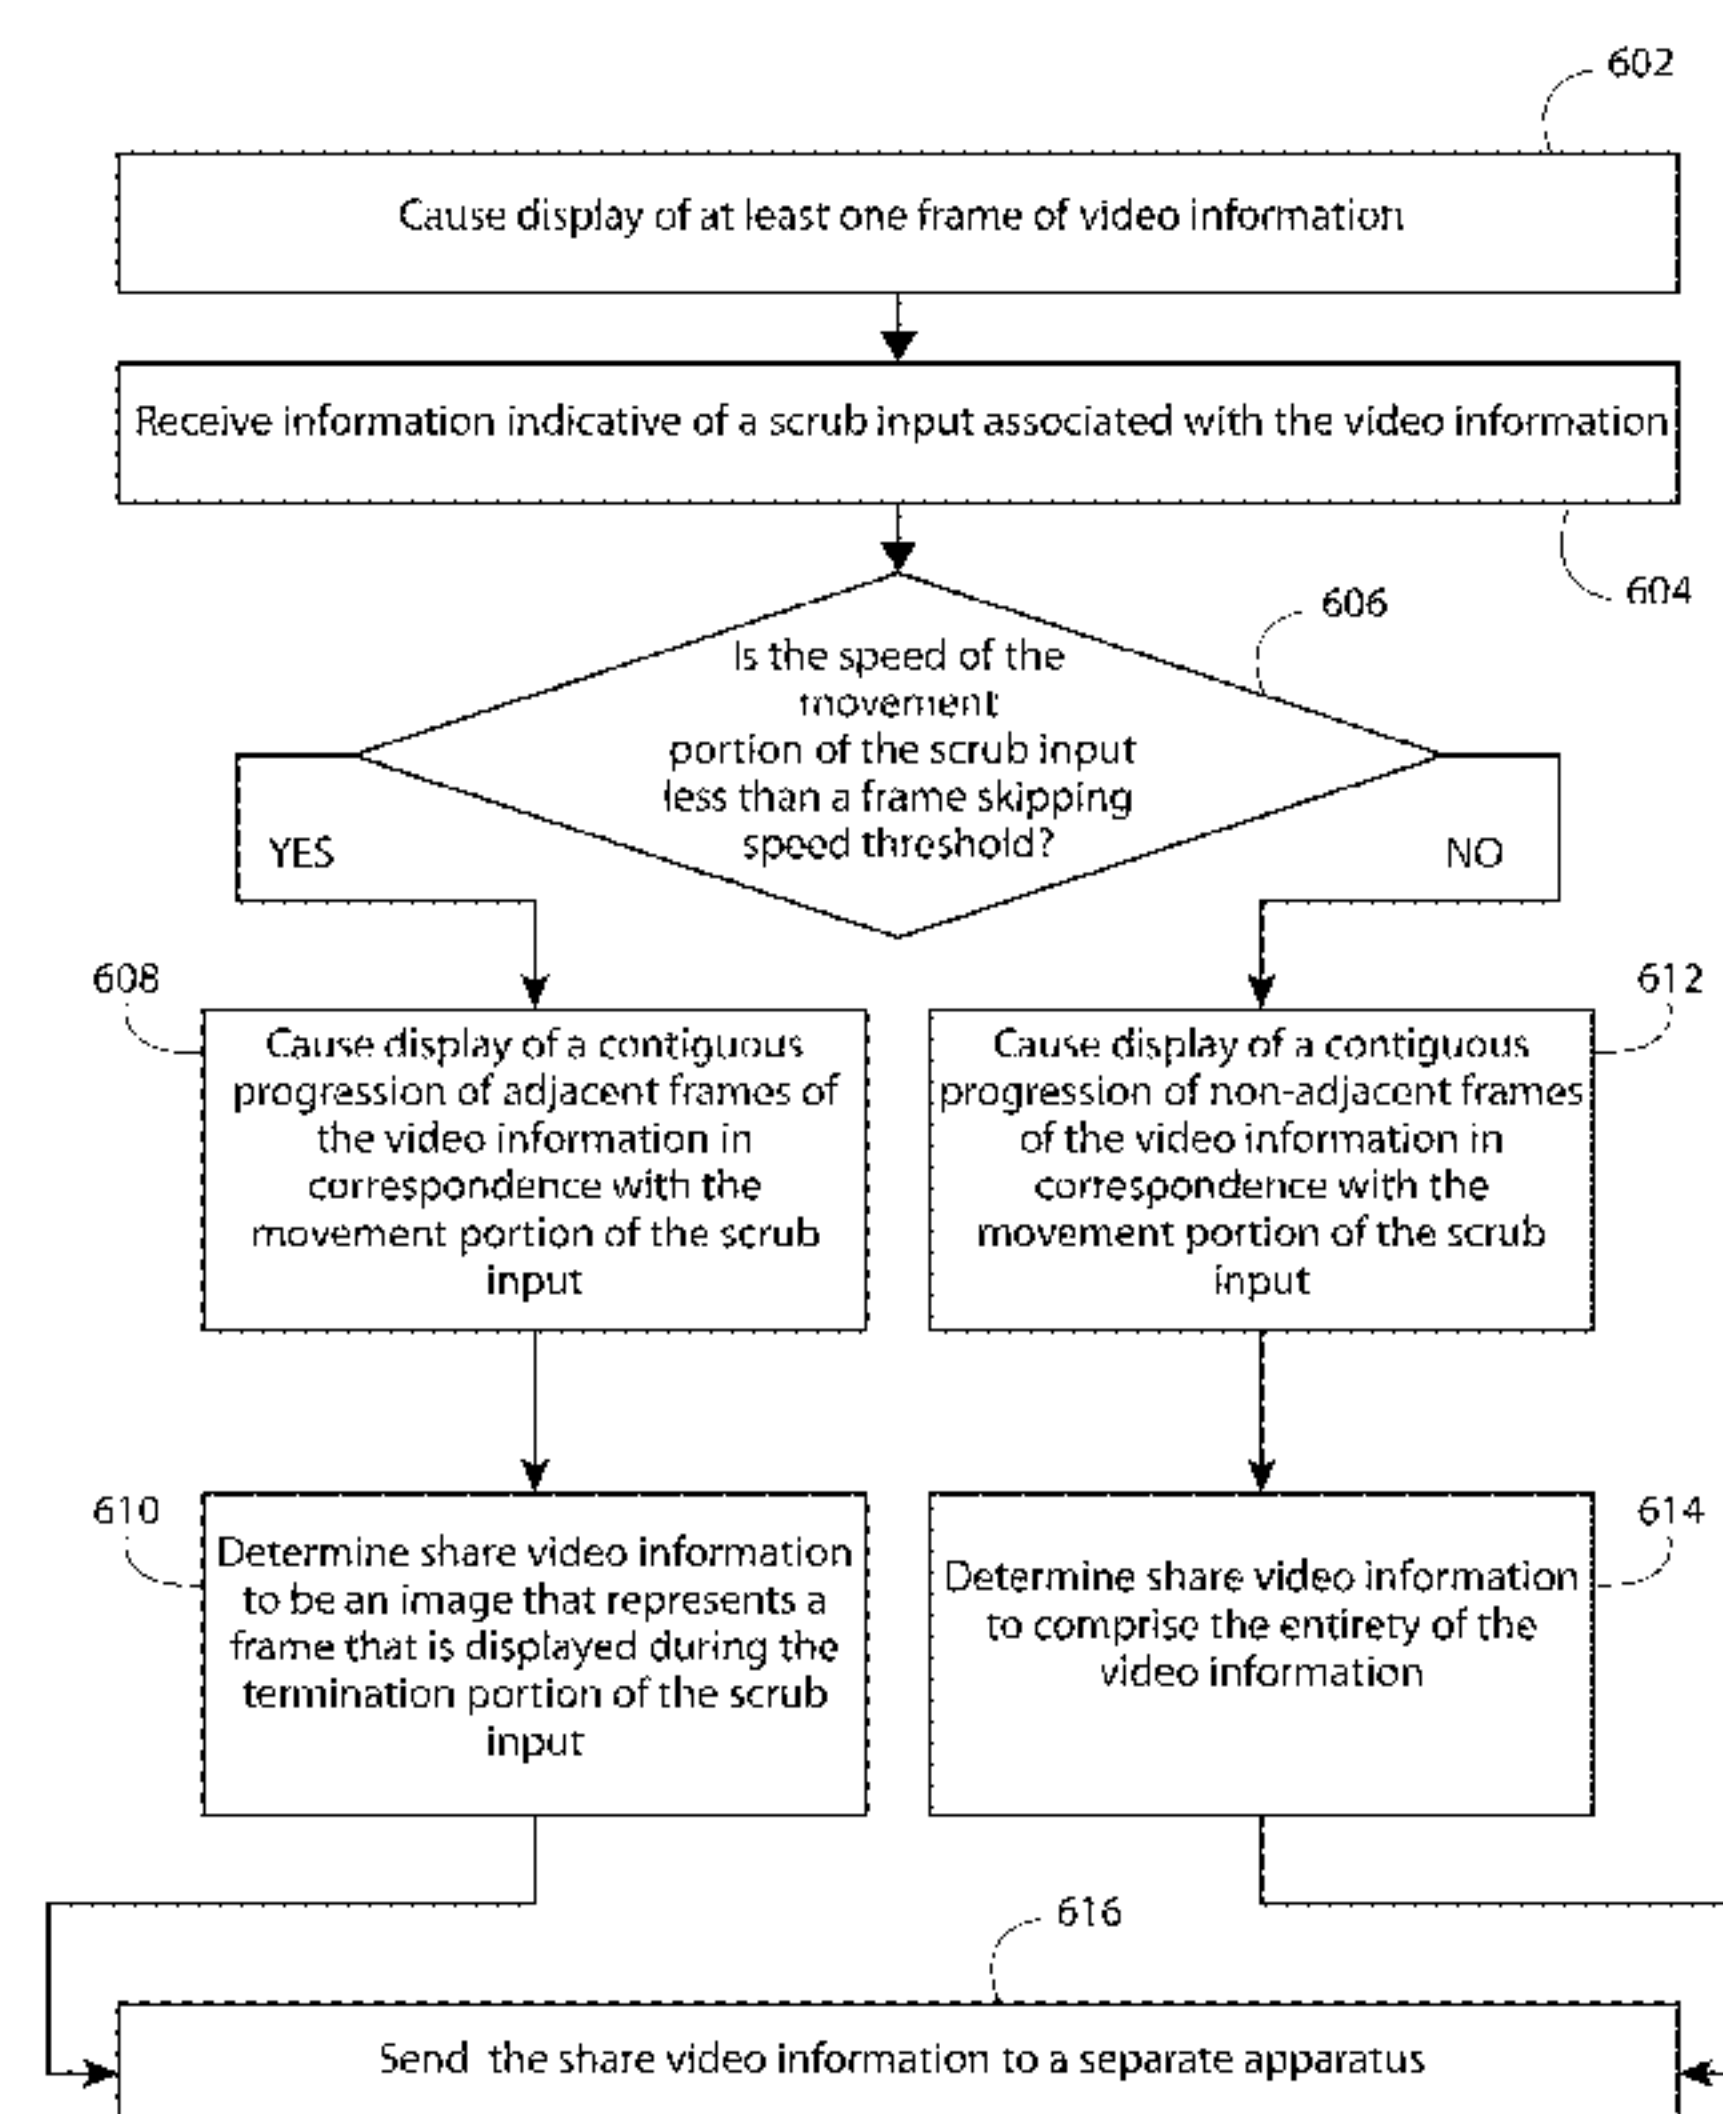 602
Cause display of at least one frame of video information
Receive information indicative of a scrub input associated with the video information
604
606
Is the speed of the
movement
portion of the scrub input
less than a frame skipping
speed threshold?
YES
NO
608
612
Cause display of a contiguous
progression of adjacent frames of
the video information in
correspondence with the
movement portion of the scrub
input
Cause display of a contiguous
progression of non-adjacent frames
of the video information in
correspondence with the
movement portion of the scrub
input
610
614
Determine share video information
to be an image that represents a
frame that is displayed during the
termination portion of the scrub
input
Determine share video information
to comprise the entirety of the
video information
616
Send the share video information to a separate apparatus